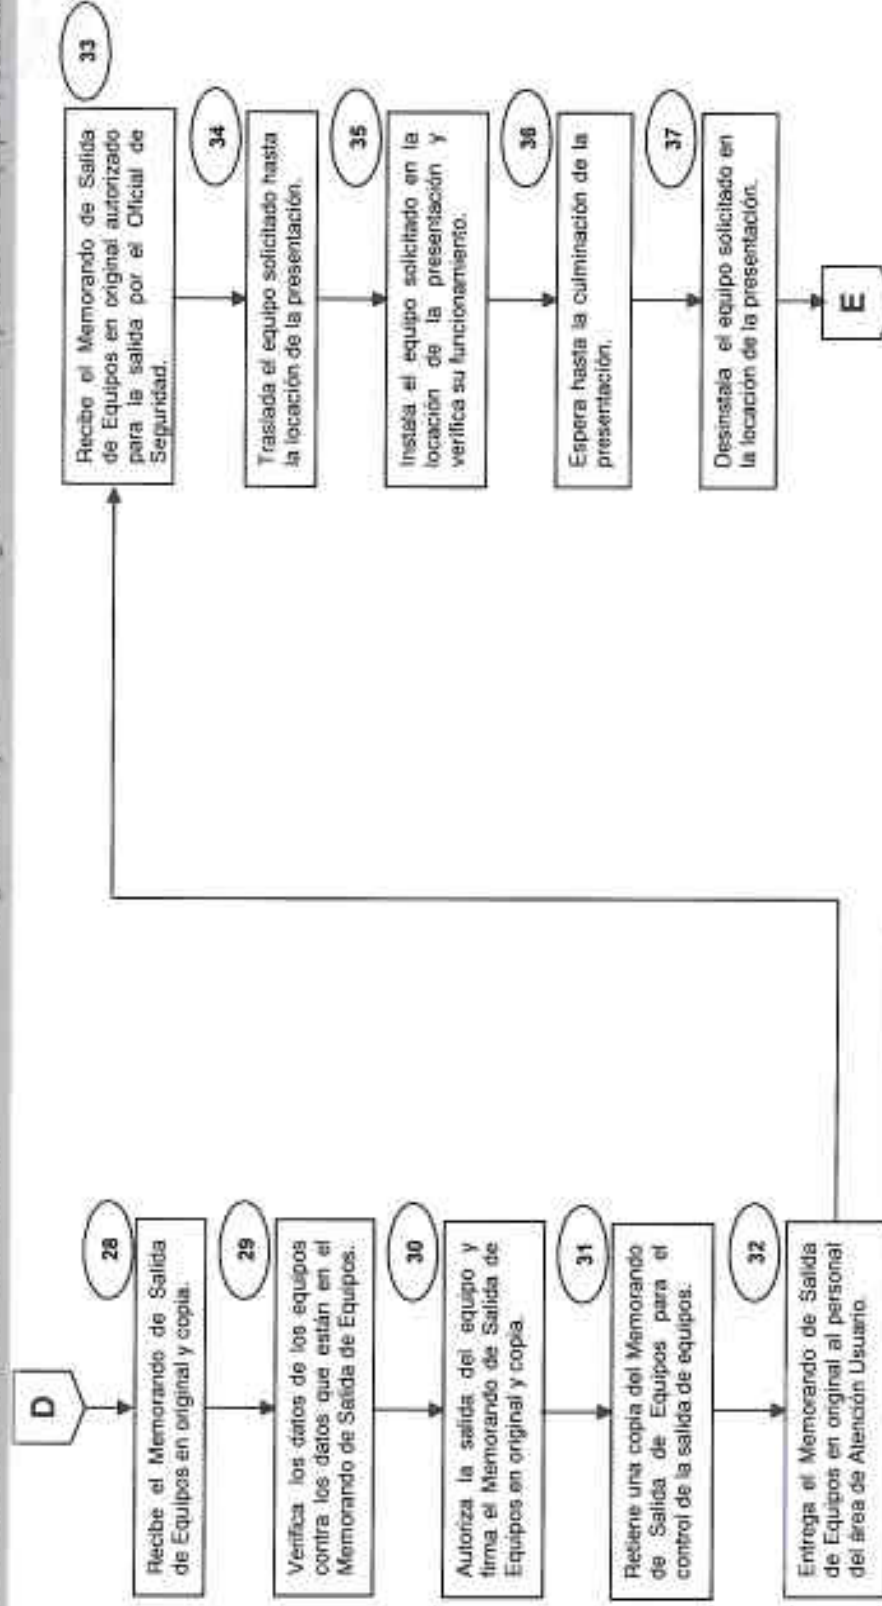 D
28
Recibe el Memorando de Salida
de Equipos en original y copia.
29
Verifica los datos de los equipos
contra los datos que están en el
Memorando de Salida de Equipos.
30
Autoriza la salida del equipo y
firma el Memorando de Salida de
Equipos en original y copia.
31
Retiene una copia del Memorando
de Salida de Equipos para el
control de la salida de equipos.
32
Entrega el Memorando de Salida
de Equipos en original al personal
del área de Atención Usuario.
33
Recibe el Memorando de Salida
de Equipos en original autorizado
para la salida por el Oficial de
Seguridad.
34
Traslada el equipo solicitado hasta
la locación de la presentación.
35
Instala el equipo solicitado en la
locación de la presentación y
verifica su funcionamiento.
36
Espera hasta la culminación de la
presentación.
37
Desinstala el equipo solicitado en
la locación de la presentación.
E